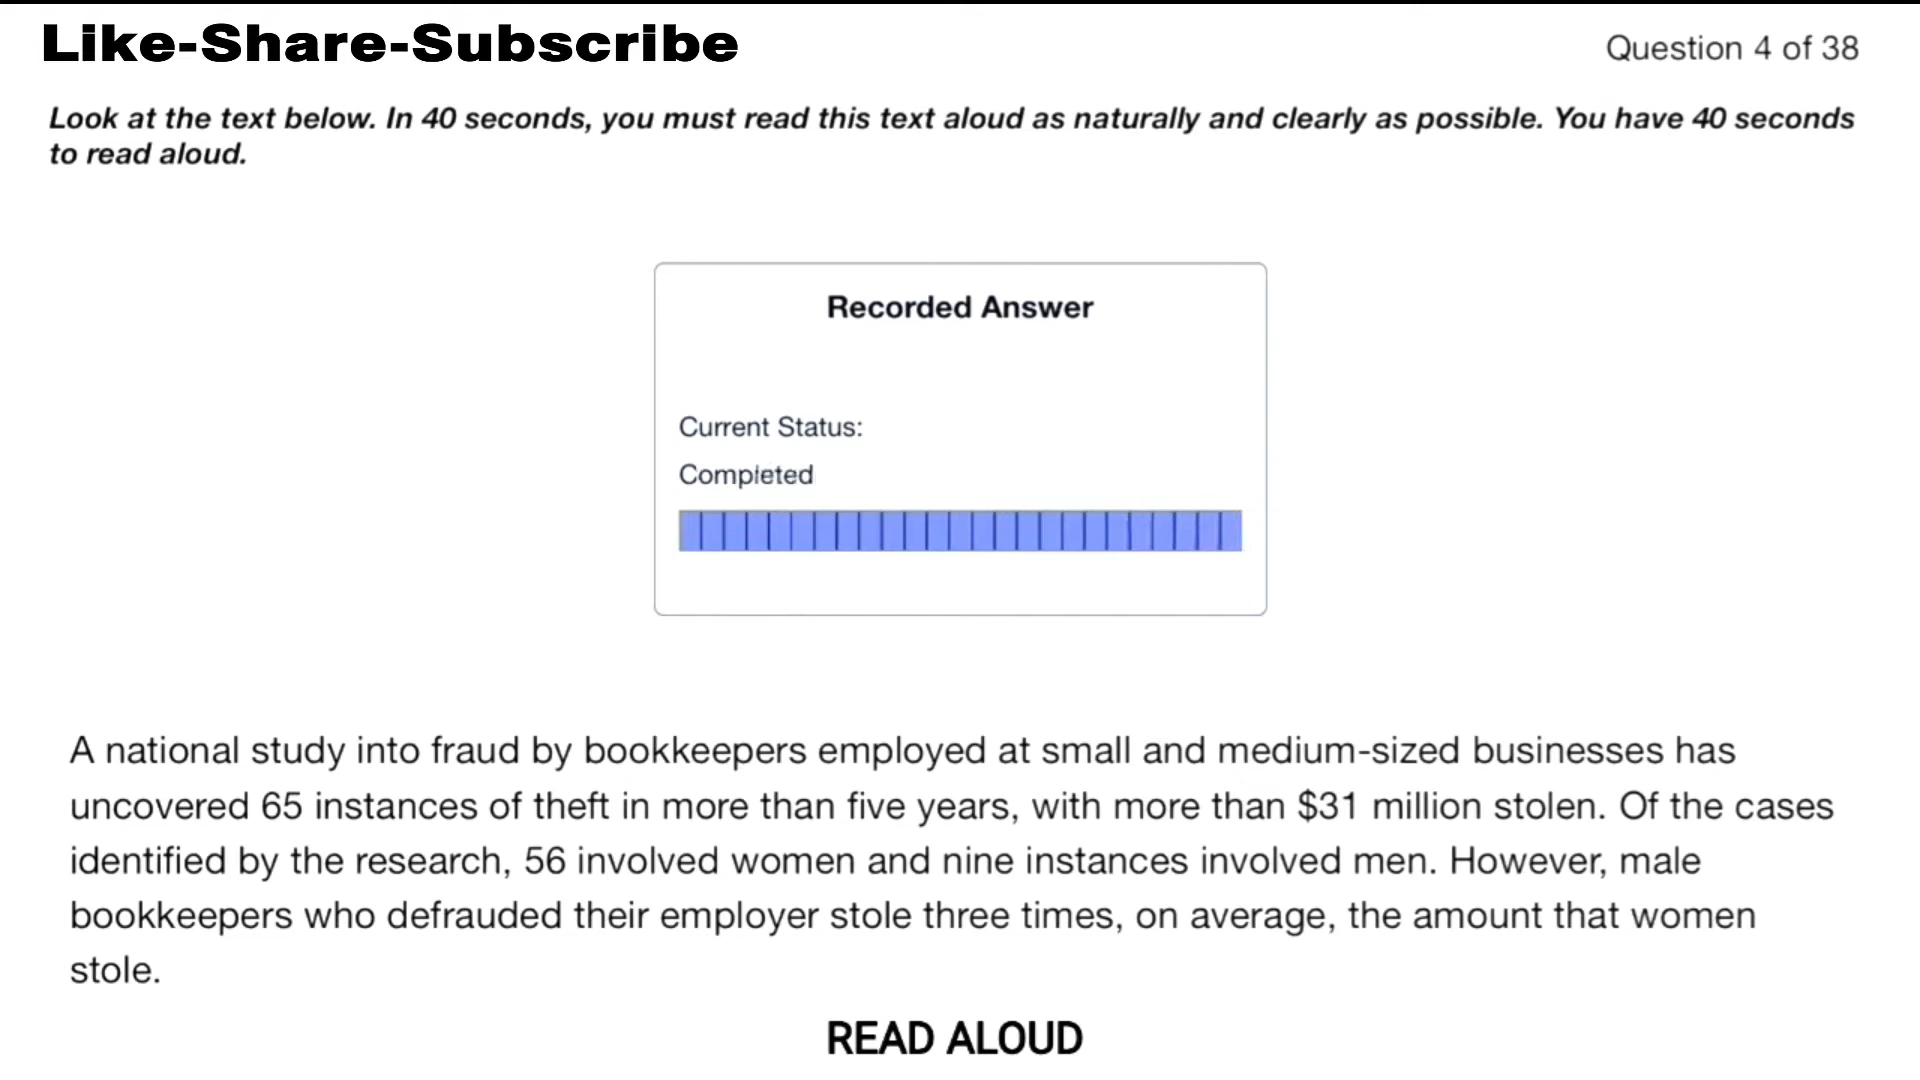 Like-Share-Subscribe
Question 4 of 38
Look at the text below. In 40 seconds, you must read this text aloud as naturally and clearly as possible. You have 40 seconds
to read aloud.
Recorded Answer
Current Status:
Completed
A national study into fraud by bookkeepers employed at small and medium-sized businesses has
uncovered 65 instances of theft in more than five years, with more than $31 million stolen. Of the cases
identified by the research, 56 involved women and nine instances involved men. However, male
bookkeepers who defrauded their employer stole three times, on average, the amount that women
stole.
READ ALOUD